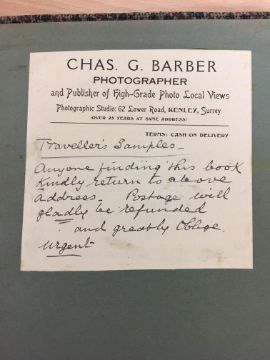 CHAS. G. BARBER
PHOTOGRAPHER
and Publisher of High-Grade Photo Local Views
Photographic Studio: 62 Lower Road, KENLEY, Surrey
(OVER 25 YEARS AT SAME ADDRESS)
TERMS: CASH ON DELIVERY
Traveller's Samples -
Anyone finding this book
Kindly return to above
address - Postage will
gladly be refunded
and greatly Oblige.
Urgent